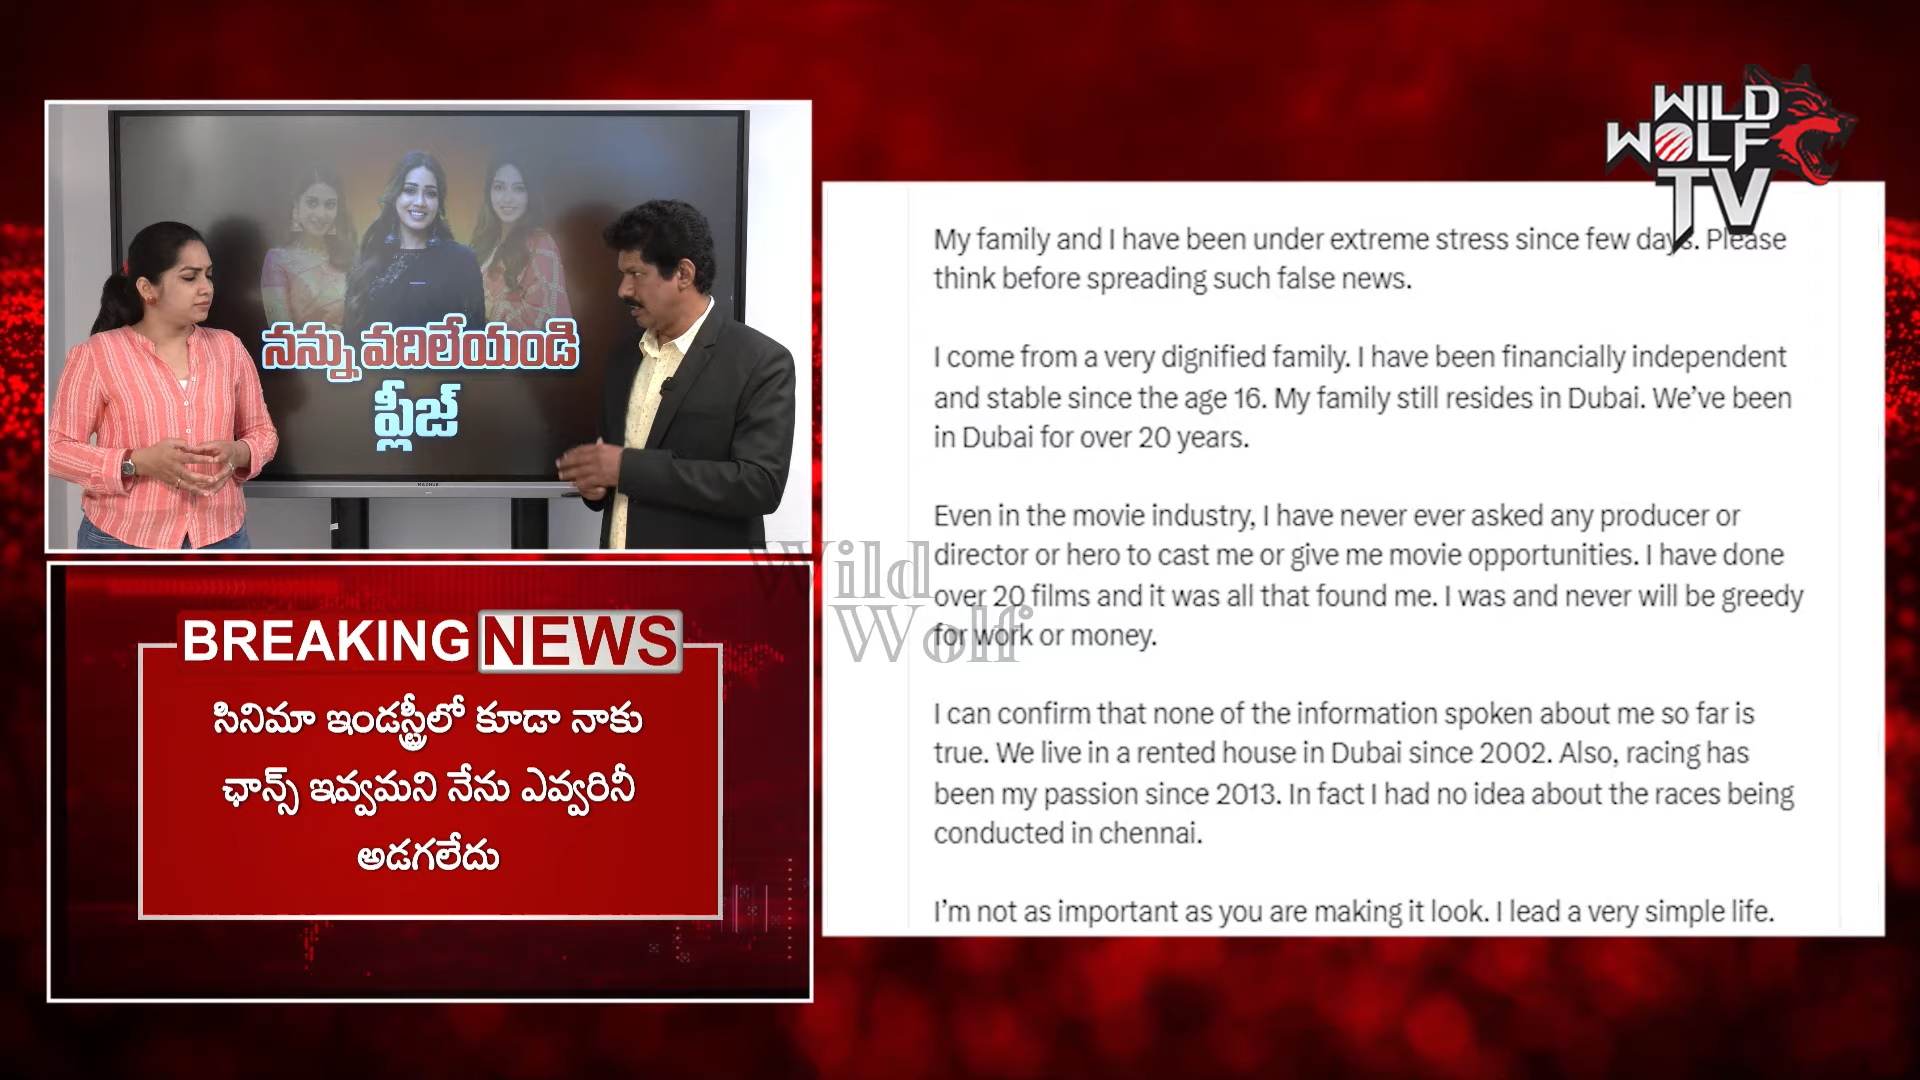 WILD
WOLF
TV
నన్ను వదిలేయండి
ప్లీజ్
BREAKING NEWS
సినిమా ఇండస్ట్రీలో కూడా నాకు
ఛాన్స్ ఇవ్వమని నేను ఎవ్వరినీ
అడగలేదు
My family and I have been under extreme stress since few days. Please
think before spreading such false news.
I come from a very dignified family. I have been financially independent
and stable since the age 16. My family still resides in Dubai. We’ve been
in Dubai for over 20 years.
Even in the movie industry, I have never ever asked any producer or
director or hero to cast me or give me movie opportunities. I have done
over 20 films and it was all that found me. I was and never will be greedy
for work or money.
I can confirm that none of the information spoken about me so far is
true. We live in a rented house in Dubai since 2002. Also, racing has
been my passion since 2013. In fact I had no idea about the races being
conducted in chennai.
I’m not as important as you are making it look. I lead a very simple life.
Wild
Wolf